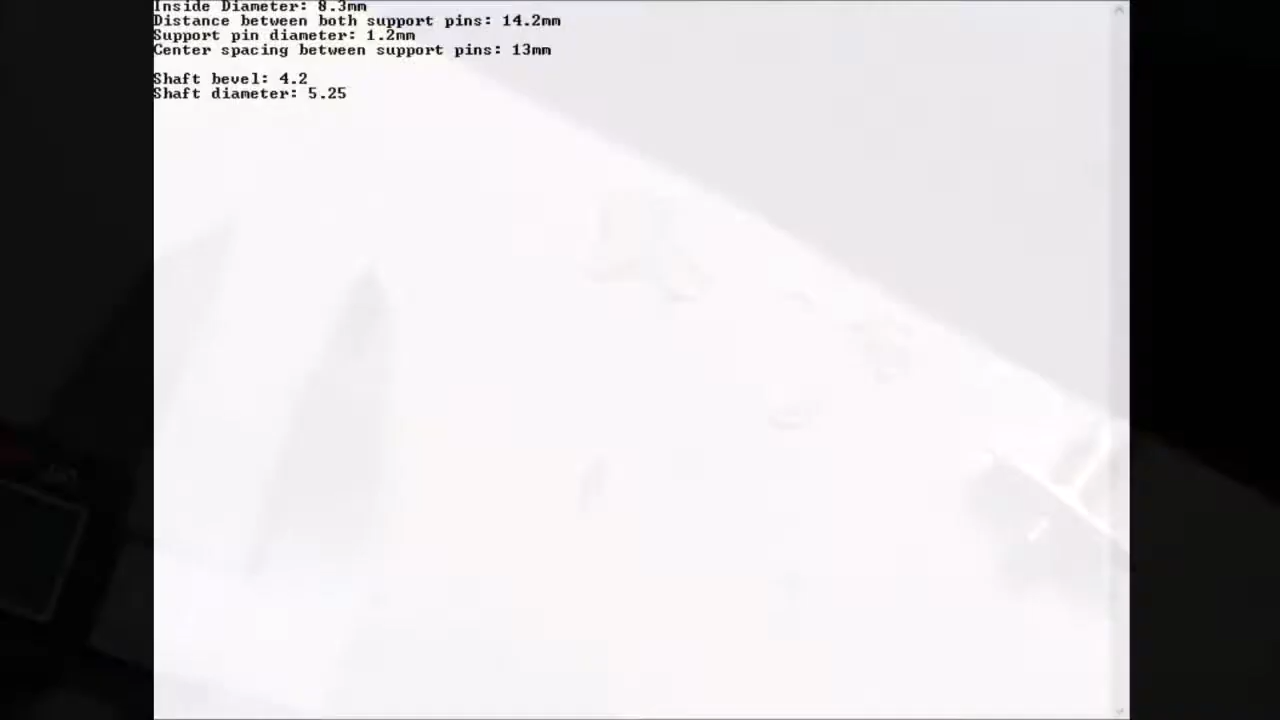 Inside Diameter: 8.3mm
Distance between both support pins: 14.2mm
Support pin diameter: 1.2mm
Center spacing between support pins: 13mm
Shaft bevel: 4.2
Shaft diameter: 5.25